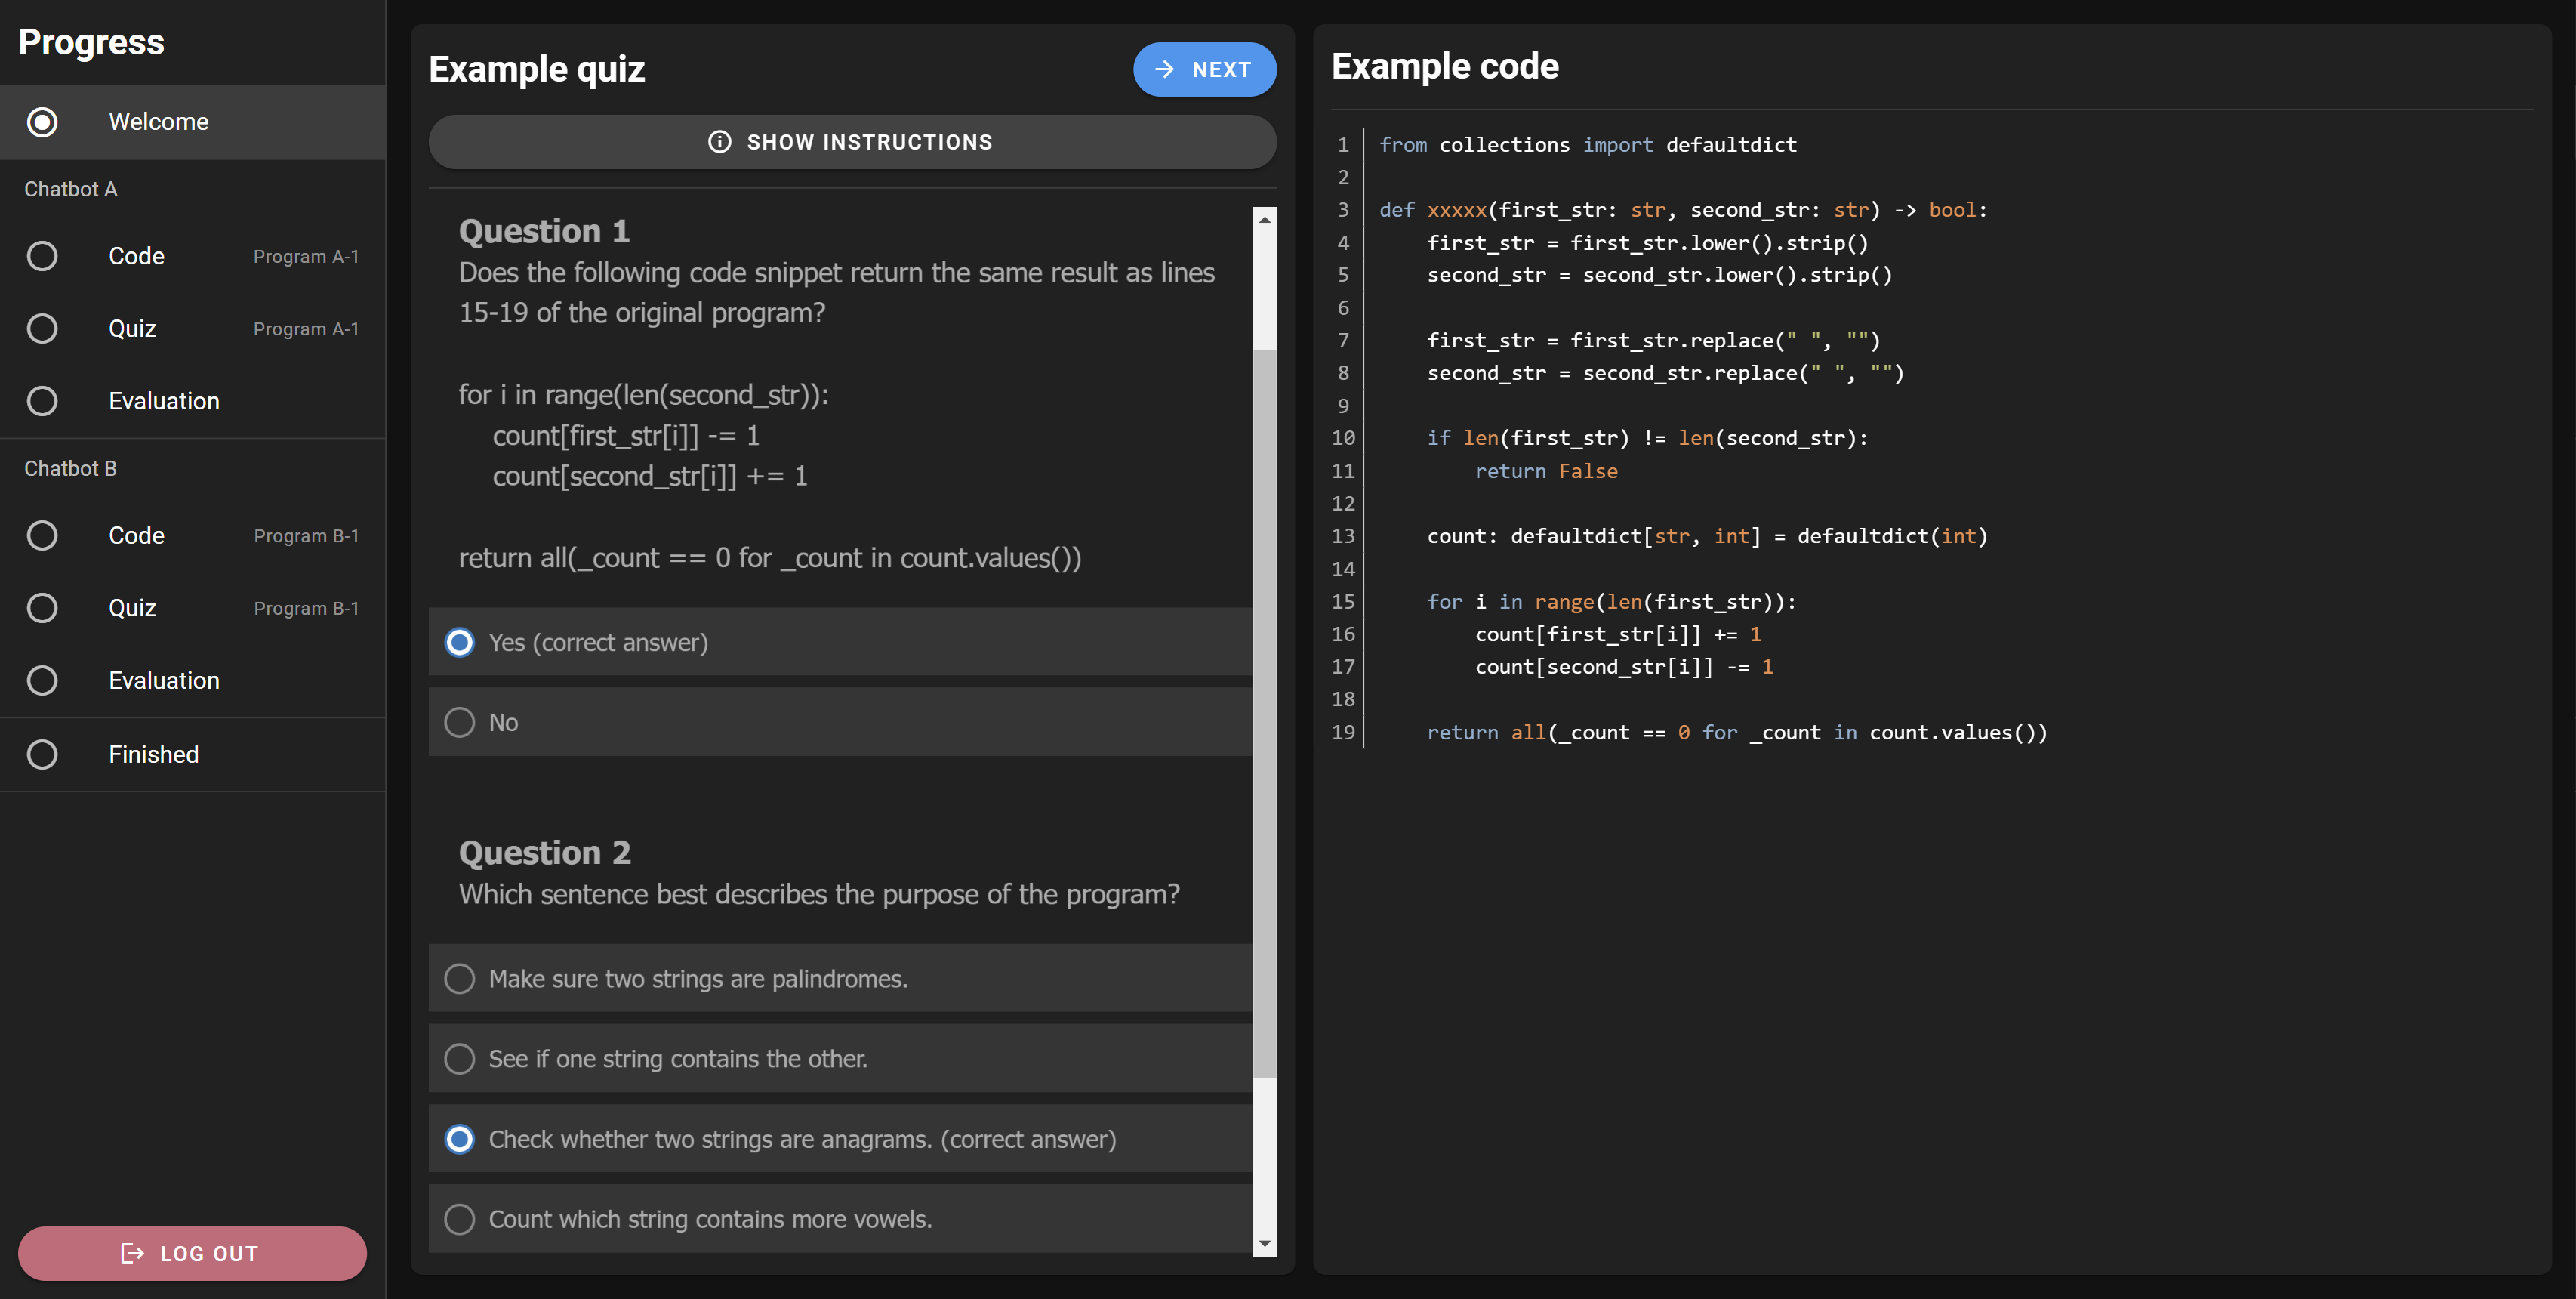 Progress
Welcome
Chatbot A
Code Program A-1
Quiz Program A-1
Evaluation
Chatbot B
Code Program B-1
Quiz Program B-1
Evaluation
Finished
LOG OUT
Example quiz
NEXT
SHOW INSTRUCTIONS
Question 1
Does the following code snippet return the same result as lines
15-19 of the original program?
for i in range(len(second_str)):
    count[first_str[i]] -= 1
    count[second_str[i]] += 1
return all(_count == 0 for _count in count.values())
Yes (correct answer)
No
Question 2
Which sentence best describes the purpose of the program?
Make sure two strings are palindromes.
See if one string contains the other.
Check whether two strings are anagrams. (correct answer)
Count which string contains more vowels.
Example code
1 from collections import defaultdict
2
3 def xxxxx(first_str: str, second_str: str) -> bool:
4     first_str = first_str.lower().strip()
5     second_str = second_str.lower().strip()
6
7     first_str = first_str.replace(" ", "")
8     second_str = second_str.replace(" ", "")
9
10     if len(first_str) != len(second_str):
11         return False
12
13     count: defaultdict[str, int] = defaultdict(int)
14
15     for i in range(len(first_str)):
16         count[first_str[i]] += 1
17         count[second_str[i]] -= 1
18
19     return all(_count == 0 for _count in count.values())